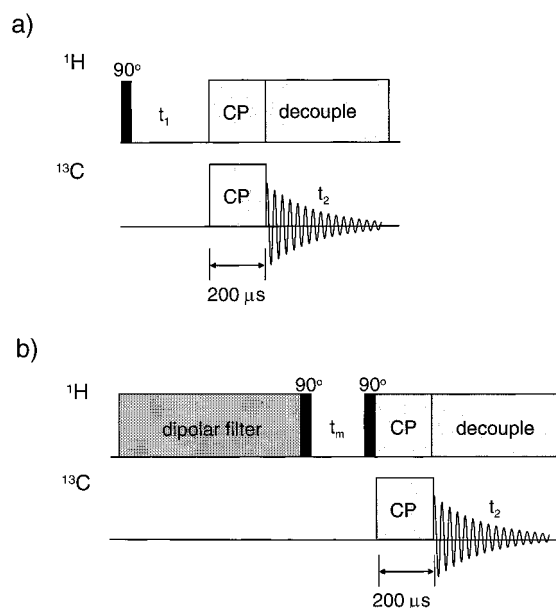 a)
¹H
90°
t₁
CP
decouple
¹³C
CP
t₂
200 μs
b)
¹H
90°
90°
dipolar filter
tₘ
CP
decouple
¹³C
CP
t₂
200 μs